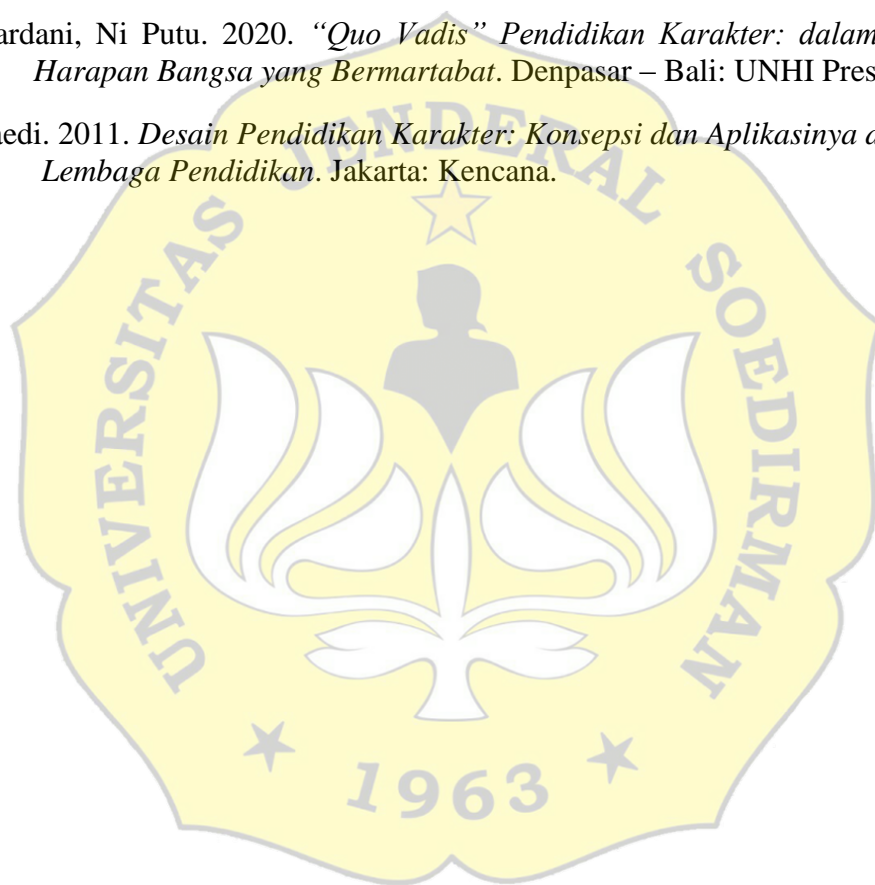 ardani, Ni Putu. 2020. “Quo Vadis” Pendidikan Karakter: dalam
Harapan Bangsa yang Bermartabat. Denpasar – Bali: UNHI Pres
aedi. 2011. Desain Pendidikan Karakter: Konsepsi dan Aplikasinya d
Lembaga Pendidikan. Jakarta: Kencana.
UNIVERSITAS JENDERAL SOEDIRMAN
1963